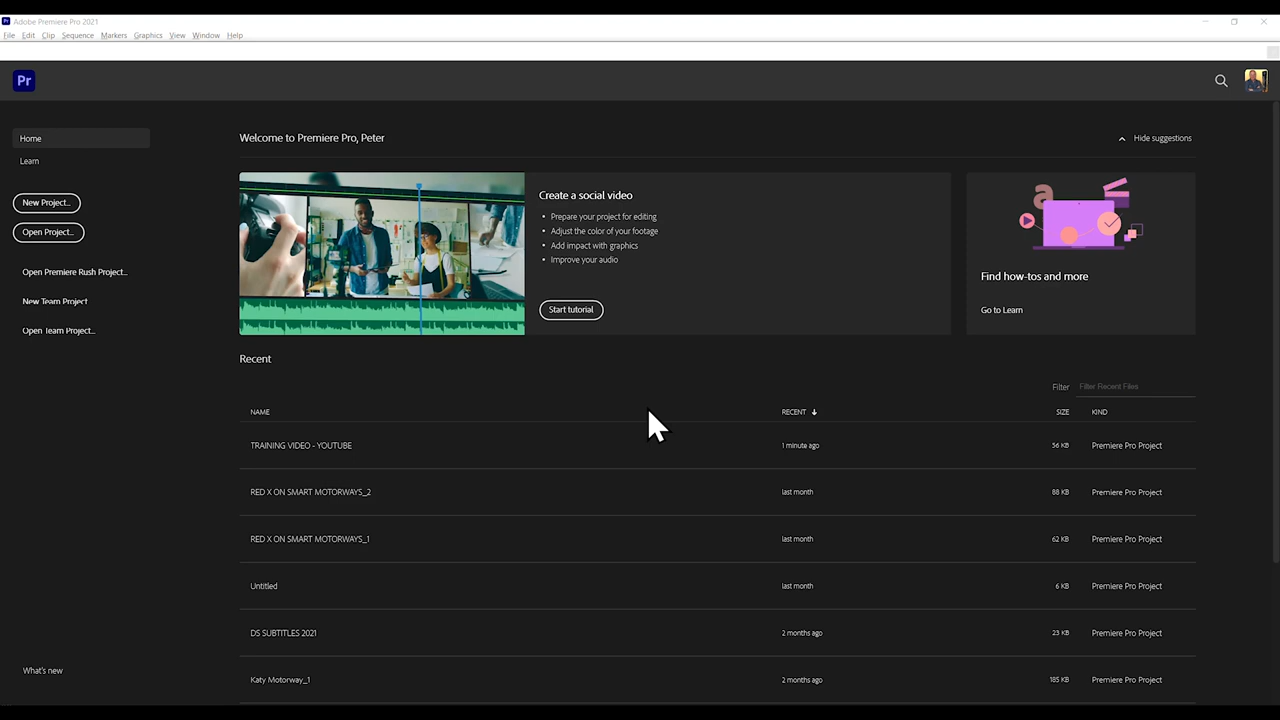 Adobe Premiere Pro 2021
File Edit Clip Sequence Markers Graphics View Window Help
Pr
Home
Learn
New Project...
Open Project...
Open Premiere Rush Project...
New Team Project
Open Team Project...
What's new
Welcome to Premiere Pro, Peter
Hide suggestions
Create a social video
• Prepare your project for editing
• Adjust the color of your footage
• Add impact with graphics
• Improve your audio
Start tutorial
Find how-tos and more
Go to Learn
Recent
Filter Filter Recent Files
NAME RECENT SIZE KIND
TRAINING VIDEO - YOUTUBE 1 minute ago 56 KB Premiere Pro Project
RED X ON SMART MOTORWAYS_2 last month 88 KB Premiere Pro Project
RED X ON SMART MOTORWAYS_1 last month 62 KB Premiere Pro Project
Untitled last month 6 KB Premiere Pro Project
DS SUBTITLES 2021 2 months ago 23 KB Premiere Pro Project
Katy Motorway_1 2 months ago 185 KB Premiere Pro Project